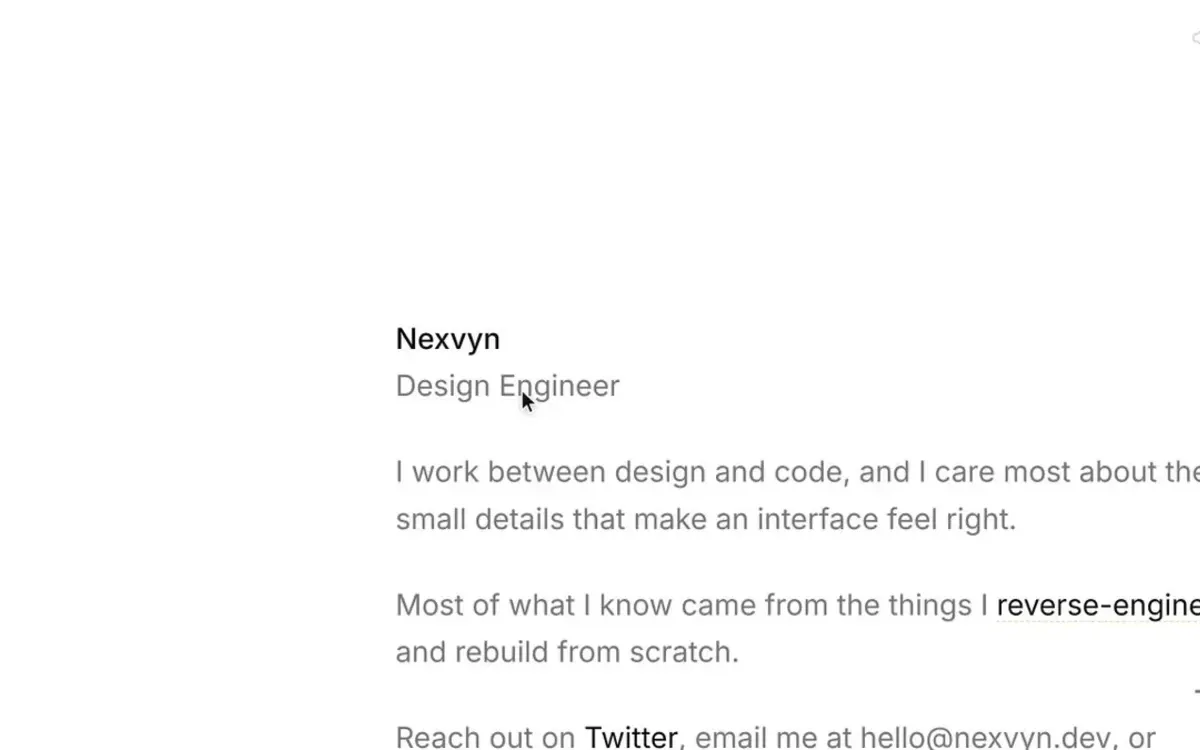 Nexvyn
Design Engineer
I work between design and code, and I care most about the
small details that make an interface feel right.
Most of what I know came from the things I reverse-engine
and rebuild from scratch.
Reach out on Twitter, email me at hello@nexvyn.dev, or